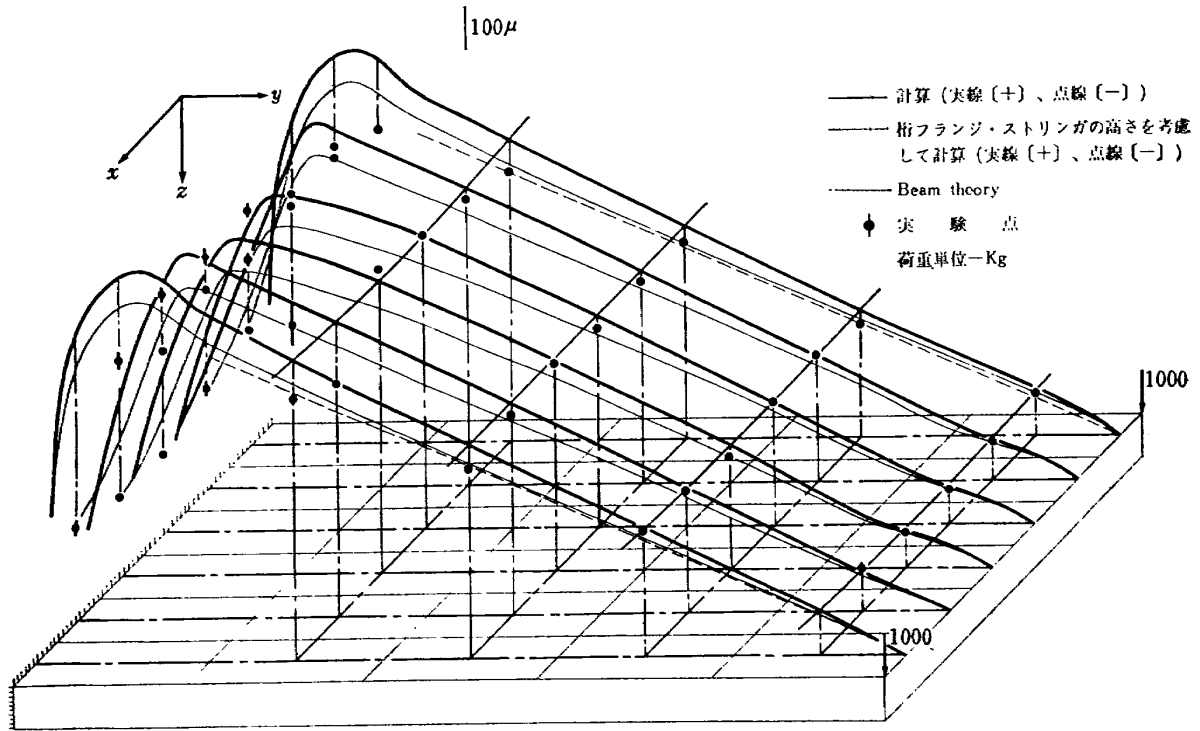 100μ
y
x
z
計算（実線〔+〕、点線〔−〕）
桁フランジ・ストリンガの高さを考慮
して計算（実線〔+〕、点線〔−〕）
Beam theory
実 験 点
荷重単位−Kg
1000
1000